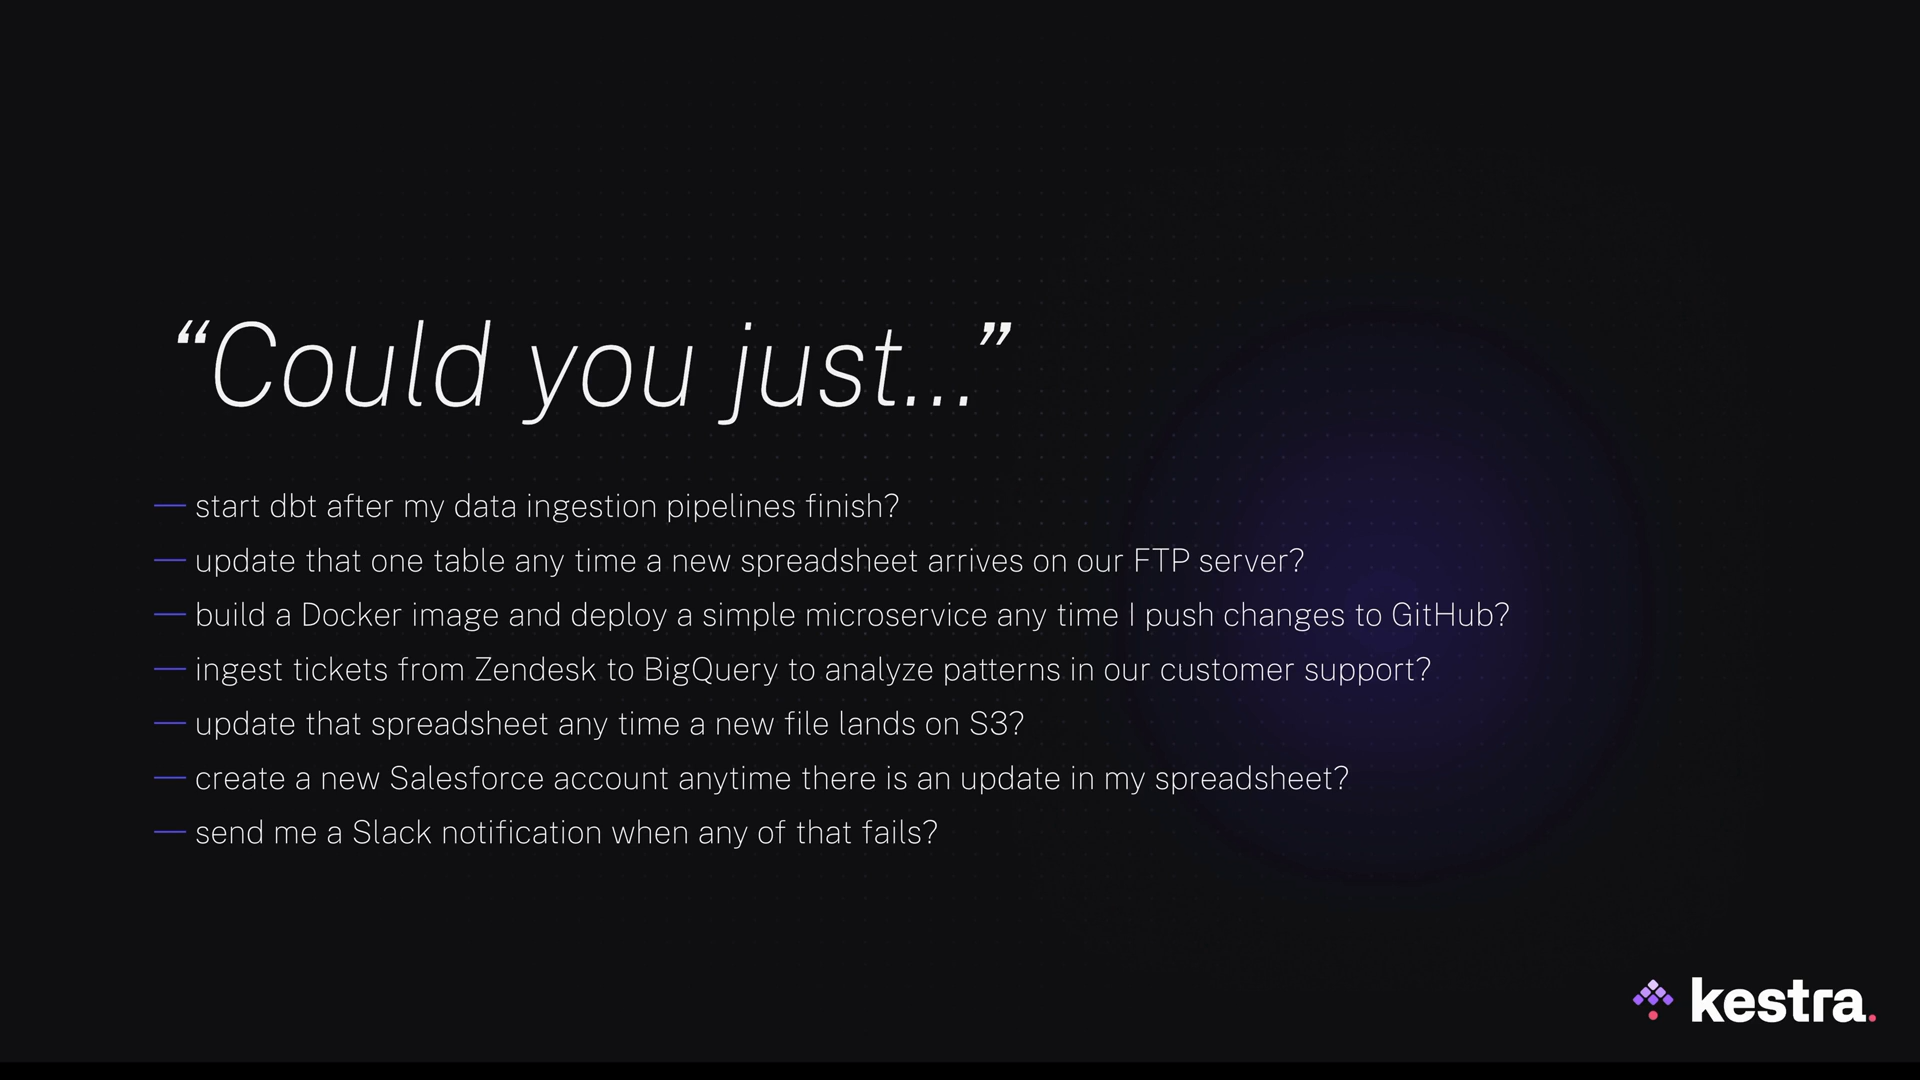 “Could you just...”
— start dbt after my data ingestion pipelines finish?
— update that one table any time a new spreadsheet arrives on our FTP server?
— build a Docker image and deploy a simple microservice any time I push changes to GitHub?
— ingest tickets from Zendesk to BigQuery to analyze patterns in our customer support?
— update that spreadsheet any time a new file lands on S3?
— create a new Salesforce account anytime there is an update in my spreadsheet?
— send me a Slack notification when any of that fails?
kestra.